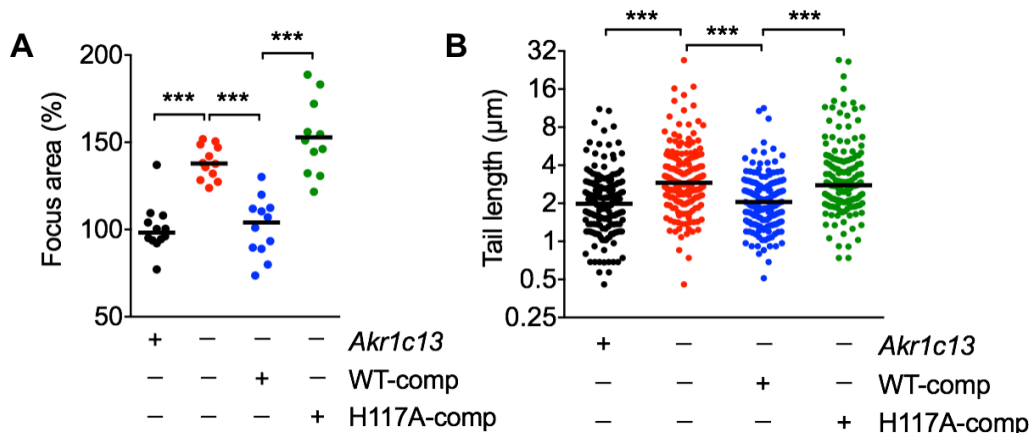 A
Focus area (%)
200
150
100
50
*** *** ***
+ — — — Akr1c13
— — + — WT-comp
— — — + H117A-comp
B
Tail length (μm)
32
16
8
4
2
1
0.5
0.25
*** *** ***
+ — — — Akr1c13
— — + — WT-comp
— — — + H117A-comp